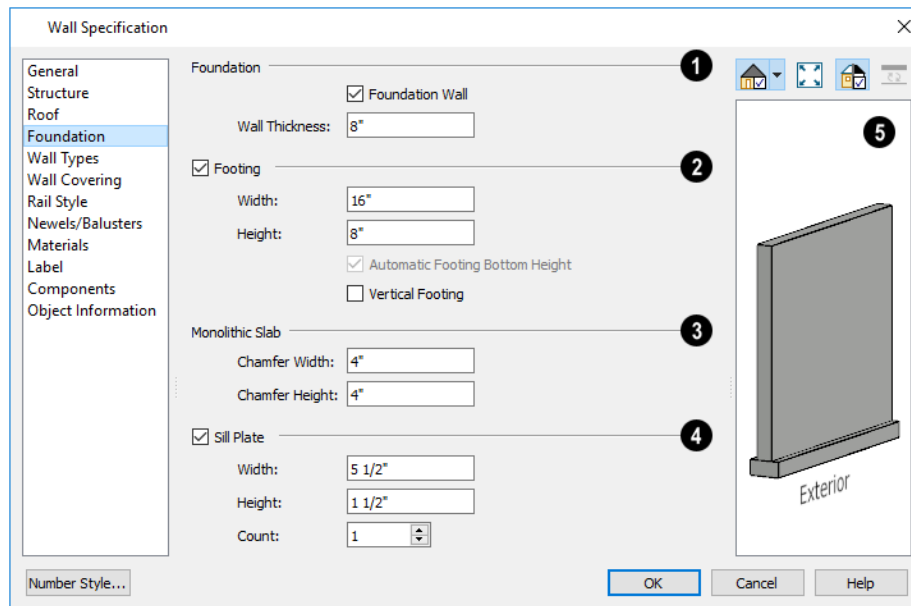 Wall Specification
General
Structure
Roof
Foundation
Wall Types
Wall Covering
Rail Style
Newels/Balusters
Materials
Label
Components
Object Information
Foundation
1
Foundation Wall
Wall Thickness: 8"
Footing
2
Width: 16"
Height: 8"
Automatic Footing Bottom Height
Vertical Footing
Monolithic Slab
3
Chamfer Width: 4"
Chamfer Height: 4"
Sill Plate
4
Width: 5 1/2"
Height: 1 1/2"
Count: 1
5
Exterior
Number Style...
OK
Cancel
Help